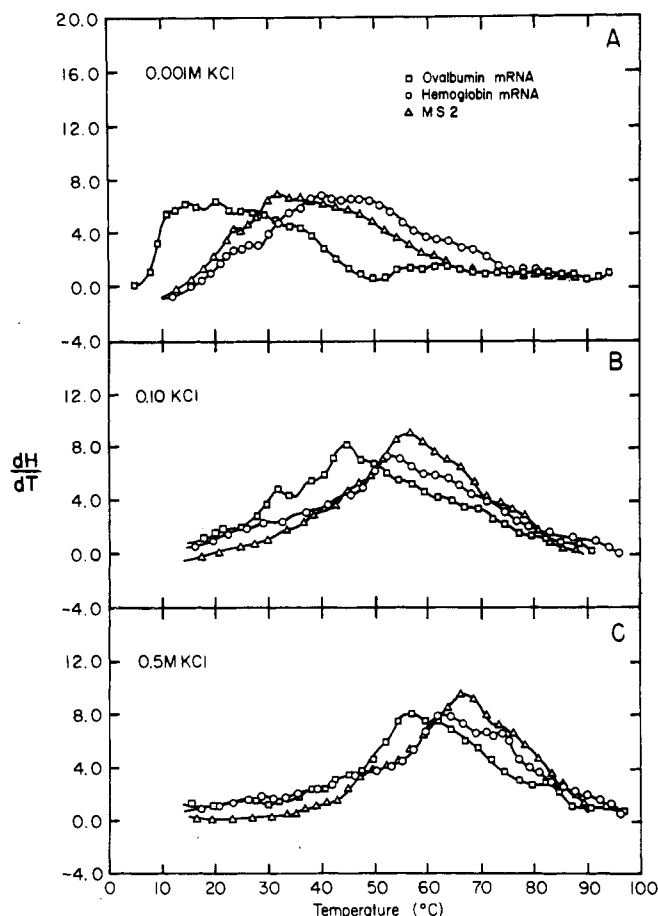 20.0
16.0
12.0
8.0
4.0
0.0
-4.0
A
0.001M KCl
Ovalbumin mRNA
Hemoglobin mRNA
MS2
12.0
8.0
4.0
0.0
-4.0
B
0.10 KCl
dH
dT
12.0
8.0
4.0
0.0
-4.0
C
0.5M KCl
0 10 20 30 40 50 60 70 80 90 100
Temperature (°C)